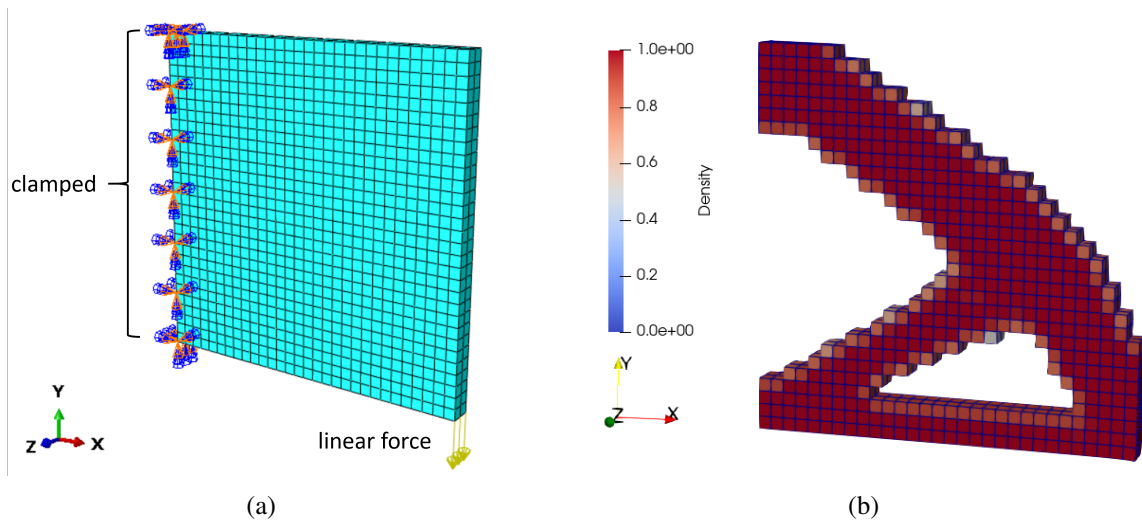 clamped
linear force
Y
Z
X
(a)
1.0e+00
0.8
0.6
0.4
0.2
0.0e+00
Density
Y
Z
X
(b)